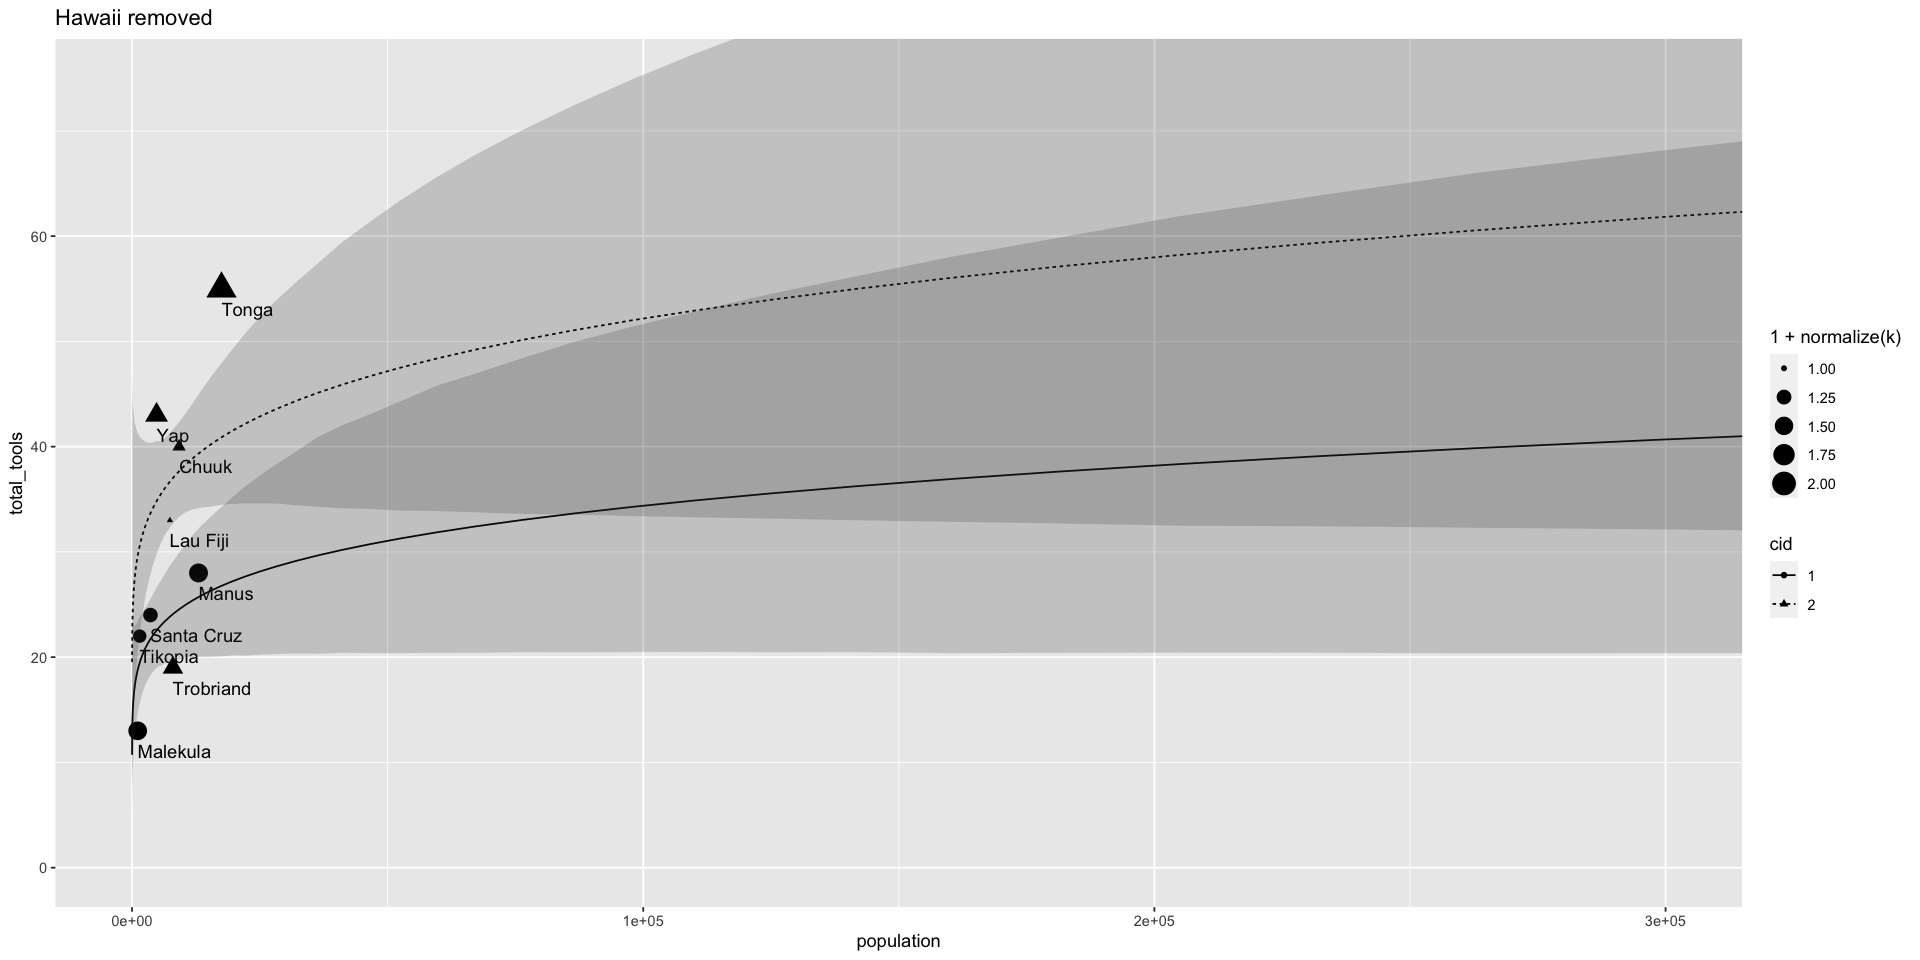 Hawaii removed
total_tools
60
40
20
0
Tonga
Yap
Chuuk
Lau Fiji
Manus
Santa Cruz
Tikopia
Trobriand
Malekula
0e+00
1e+05
2e+05
3e+05
population
1 + normalize(k)
1.00
1.25
1.50
1.75
2.00
cid
1
2